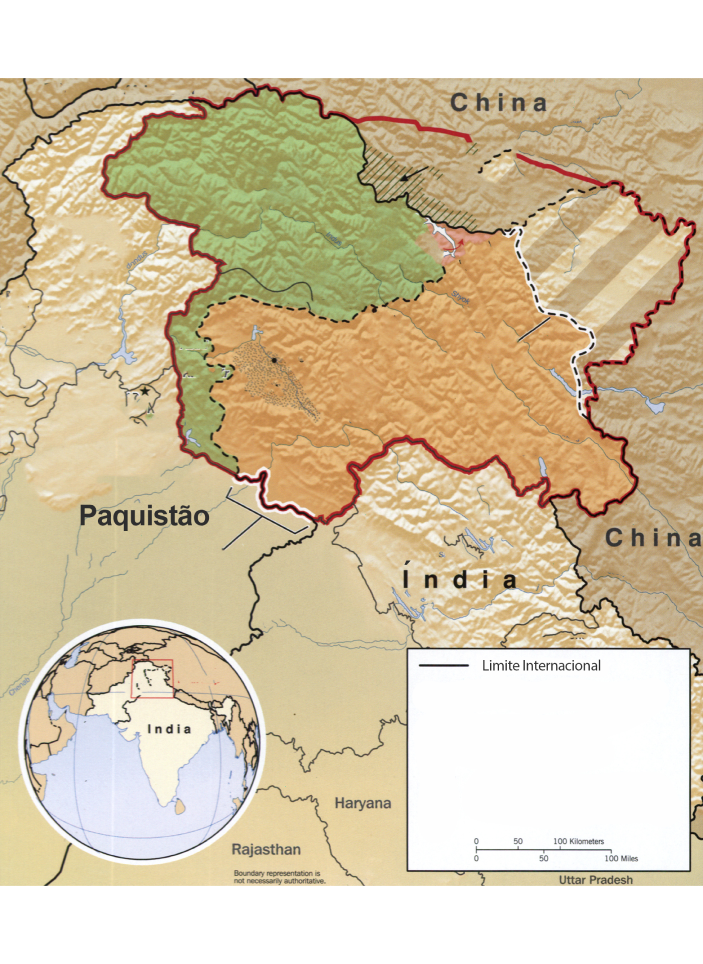 China
Paquistão
China
Índia
Limite Internacional
India
Haryana
0 50 100 Kilometers
0 50 100 Miles
Rajasthan
Boundary representation is
not necessarily authoritative.
Uttar Pradesh
Chenab